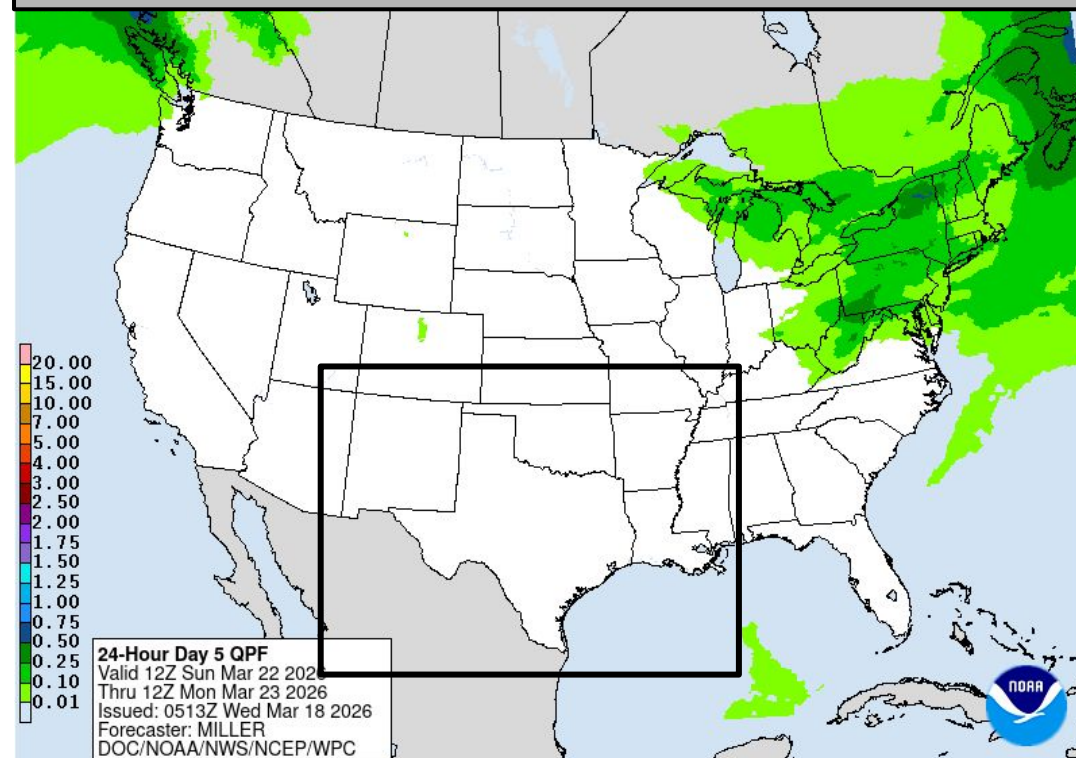 20.00
15.00
10.00
7.00
5.00
4.00
3.00
2.50
2.00
1.75
1.50
1.25
1.00
0.75
0.50
0.25
0.10
0.01
24-Hour Day 5 QPF
Valid 12Z Sun Mar 22 2026
Thru 12Z Mon Mar 23 2026
Issued: 0513Z Wed Mar 18 2026
Forecaster: MILLER
DOC/NOAA/NWS/NCEP/WPC
NOAA